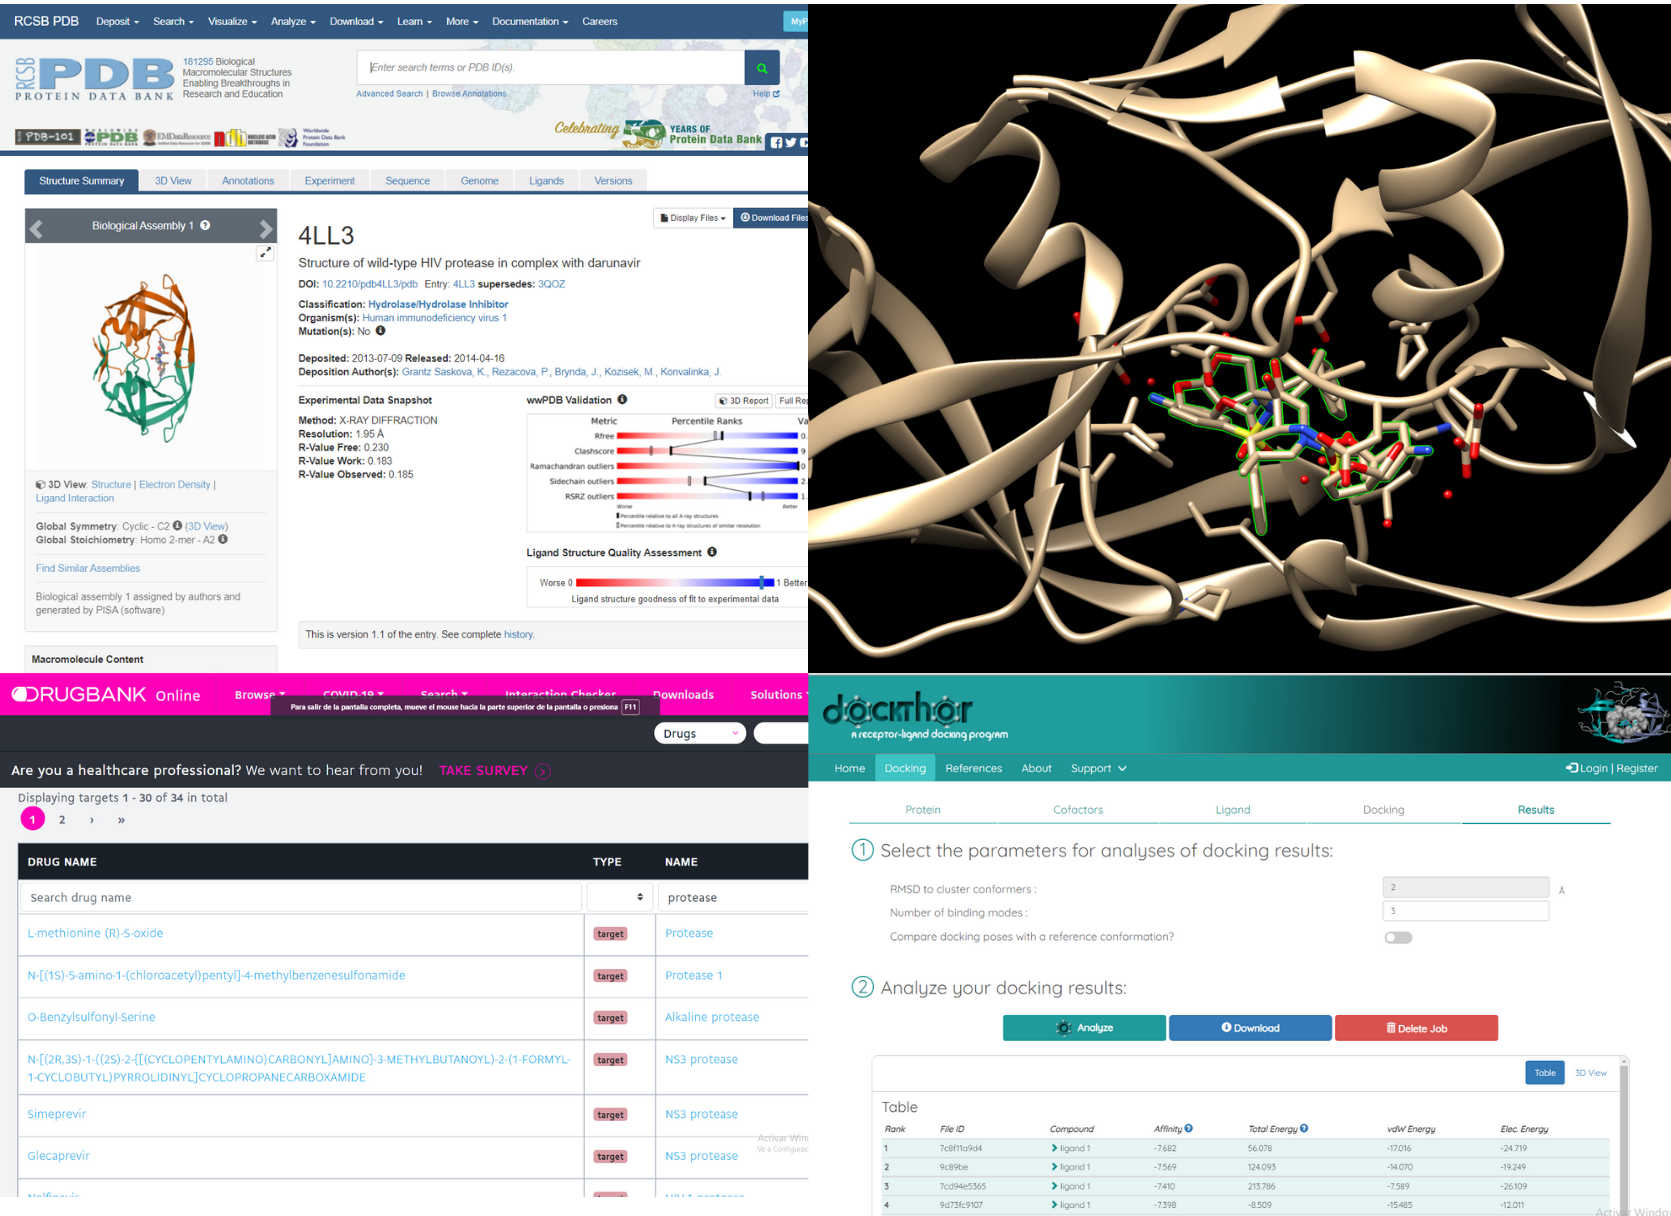 RCSB PDB Deposit Search Visualize Analyze Download Learn More Documentation Careers
MyP
RCSB PDB
PROTEIN DATA BANK
181295 Biological
Macromolecular Structures
Enabling Breakthroughs in
Research and Education
Enter search terms or PDB ID(s).
Advanced Search | Browse Annotations
Help
PDB-101
PDB
EMDataResource
NUCLEIC ACID
DATABASE
Worldwide
Protein Data Bank
Foundation
Celebrating
YEARS OF
Protein Data Bank
Structure Summary 3D View Annotations Experiment Sequence Genome Ligands Versions
Biological Assembly 1
Display Files Download Files
4LL3
Structure of wild-type HIV protease in complex with darunavir
DOI: 10.2210/pdb4LL3/pdb Entry: 4LL3 supersedes: 3QOZ
Classification: Hydrolase/Hydrolase Inhibitor
Organism(s): Human immunodeficiency virus 1
Mutation(s): No
Deposited: 2013-07-09 Released: 2014-04-16
Deposition Author(s): Grantz Saskova, K., Rezacova, P., Brynda, J., Kozisek, M., Konvalinka, J.
Experimental Data Snapshot
Method: X-RAY DIFFRACTION
Resolution: 1.95 Å
R-Value Free: 0.230
R-Value Work: 0.183
R-Value Observed: 0.185
wwPDB Validation
3D Report Full Rep
Metric Percentile Ranks Va
Rfree 0.
Clashscore 9
Ramachandran outliers 0
Sidechain outliers 2.
RSRZ outliers 1.
Worse Better
Percentile relative to all X-ray structures
Percentile relative to X-ray structures of similar resolution
Ligand Structure Quality Assessment
Worse 0 1 Better
Ligand structure goodness of fit to experimental data
3D View: Structure | Electron Density |
Ligand Interaction
Global Symmetry: Cyclic - C2 (3D View)
Global Stoichiometry: Homo 2-mer - A2
Find Similar Assemblies
Biological assembly 1 assigned by authors and
generated by PISA (software)
This is version 1.1 of the entry. See complete history.
Macromolecule Content
DRUGBANK Online Browse COVID-19 Search Interaction Checker Downloads Solutions
Para salir de la pantalla completa, mueve el mouse hacia la parte superior de la pantalla o presiona F11
Drugs
Are you a healthcare professional? We want to hear from you! TAKE SURVEY
Displaying targets 1 - 30 of 34 in total
1 2 › »
DRUG NAME TYPE NAME
Search drug name protease
L-methionine (R)-S-oxide target Protease
N-[(1S)-5-amino-1-(chloroacetyl)pentyl]-4-methylbenzenesulfonamide target Protease 1
O-Benzylsulfonyl-Serine target Alkaline protease
N-[(2R,3S)-1-((2S)-2-{[(CYCLOPENTYLAMINO)CARBONYL]AMINO}-3-METHYLBUTANOYL)-2-(1-FORMYL- target NS3 protease
1-CYCLOBUTYL)PYRROLIDINYL]CYCLOPROPANECARBOXAMIDE
Simeprevir target NS3 protease
Activar Win
Ve a Configurac
Glecaprevir target NS3 protease
Nelfinavir HIV-1 protease
dockthor
A receptor-ligand docking program
Home Docking References About Support Login | Register
Protein Cofactors Ligand Docking Results
1 Select the parameters for analyses of docking results:
RMSD to cluster conformers : 2 Å
Number of binding modes : 3
Compare docking poses with a reference conformation?
2 Analyze your docking results:
Analyze Download Delete Job
Table 3D View
Table
Rank File ID Compound Affinity Total Energy vdW Energy Elec. Energy
1 7c8f11a9d4 ligand 1 -7.682 56.078 -17.016 -24.719
2 9c89be ligand 1 -7.569 124.093 -14.070 -19.249
3 7cd94e5365 ligand 1 -7.410 213.786 -7.589 -26.109
4 9d73fc9107 ligand 1 -7.398 -8.509 -15.485 -12.011
Activar Window